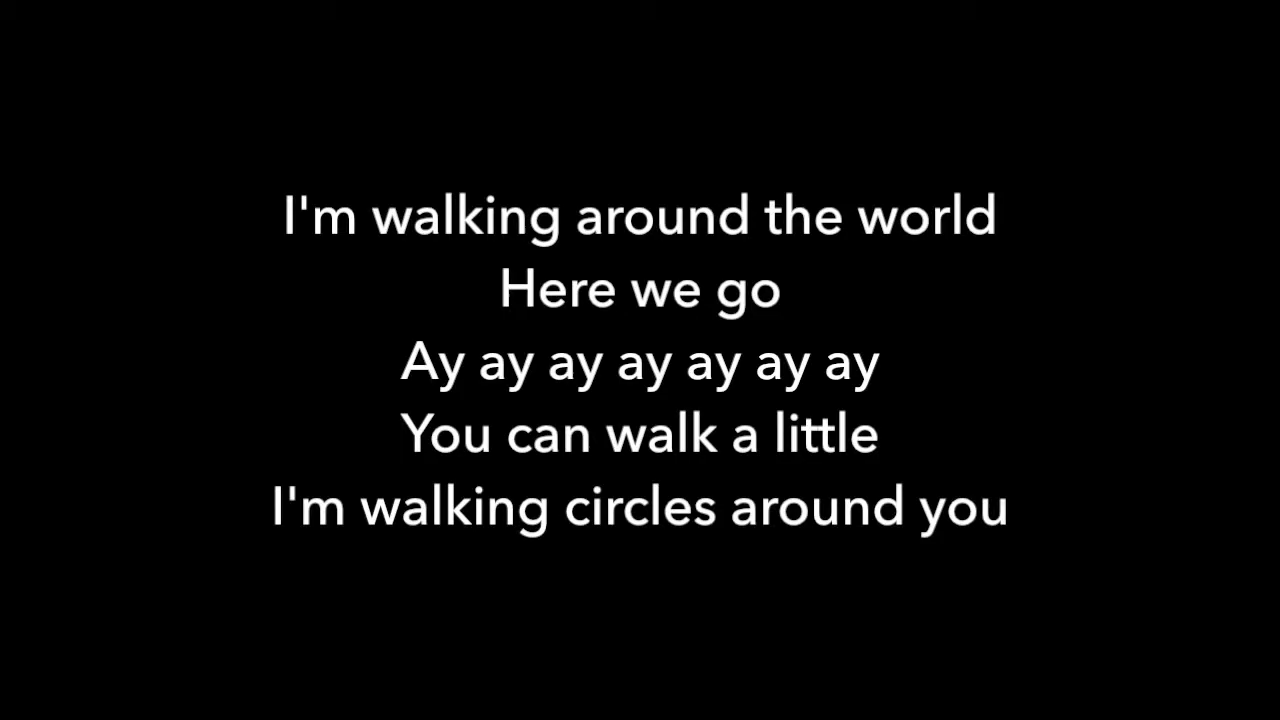 I'm walking around the world
Here we go
Ay ay ay ay ay ay ay
You can walk a little
I'm walking circles around you